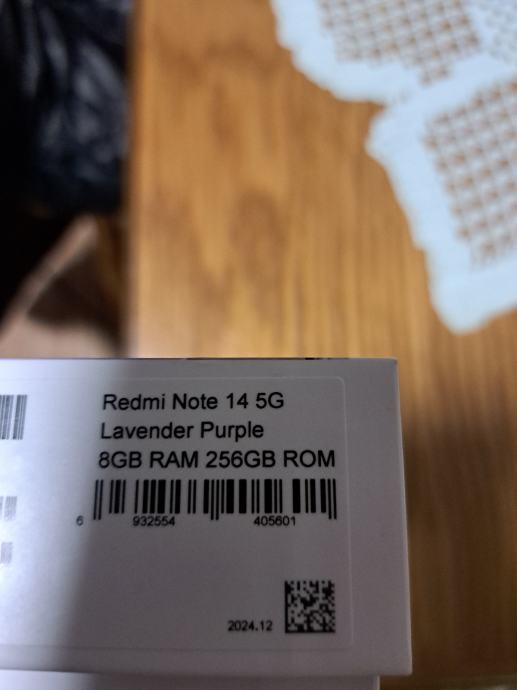 Redmi Note 14 5G
Lavender Purple
8GB RAM 256GB ROM
6 932554 405601
2024.12